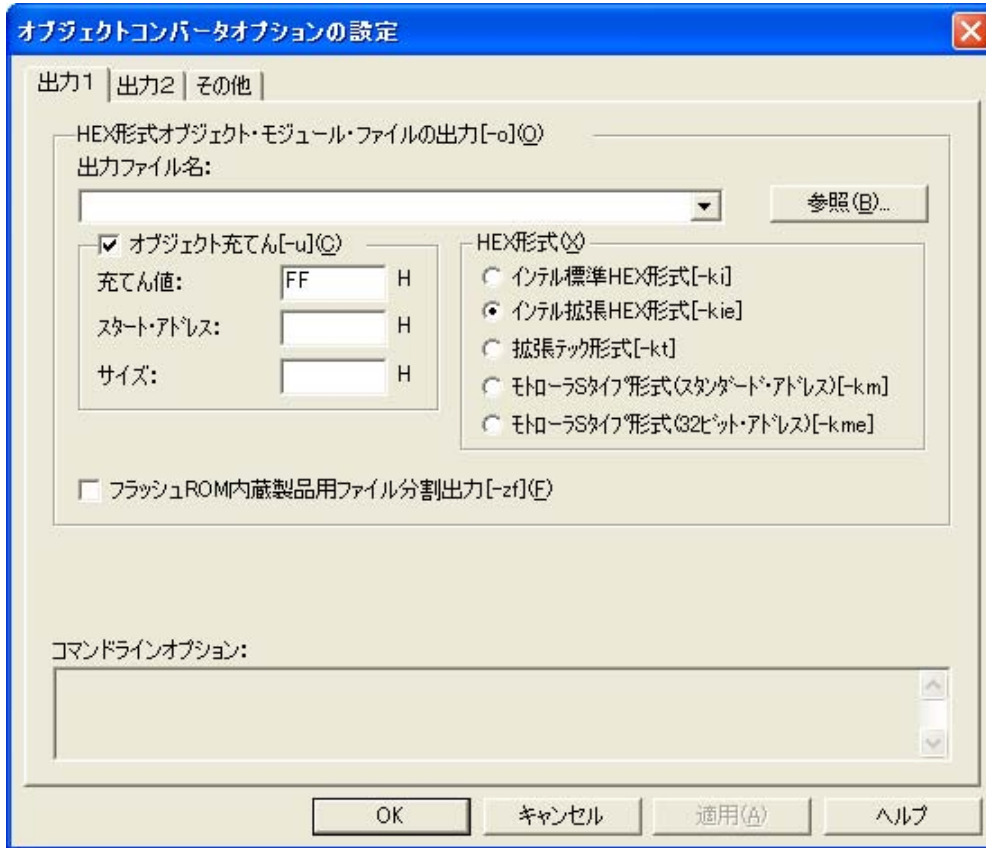 オブジェクトコンバータオプションの設定
出力1 出力2 その他
HEX形式オブジェクト・モジュール・ファイルの出力[-o](O)
出力ファイル名:
参照(B)...
オブジェクト充てん[-u](C)
充てん値: FF H
スタート・アドレス: H
サイズ: H
HEX形式(X)
インテル標準HEX形式[-ki]
インテル拡張HEX形式[-kie]
拡張テック形式[-kt]
モトローラSタイプ形式(スタンダード・アドレス)[-km]
モトローラSタイプ形式(32ビット・アドレス)[-kme]
フラッシュROM内蔵製品用ファイル分割出力[-zf](F)
コマンドラインオプション:
OK キャンセル 適用(A) ヘルプ